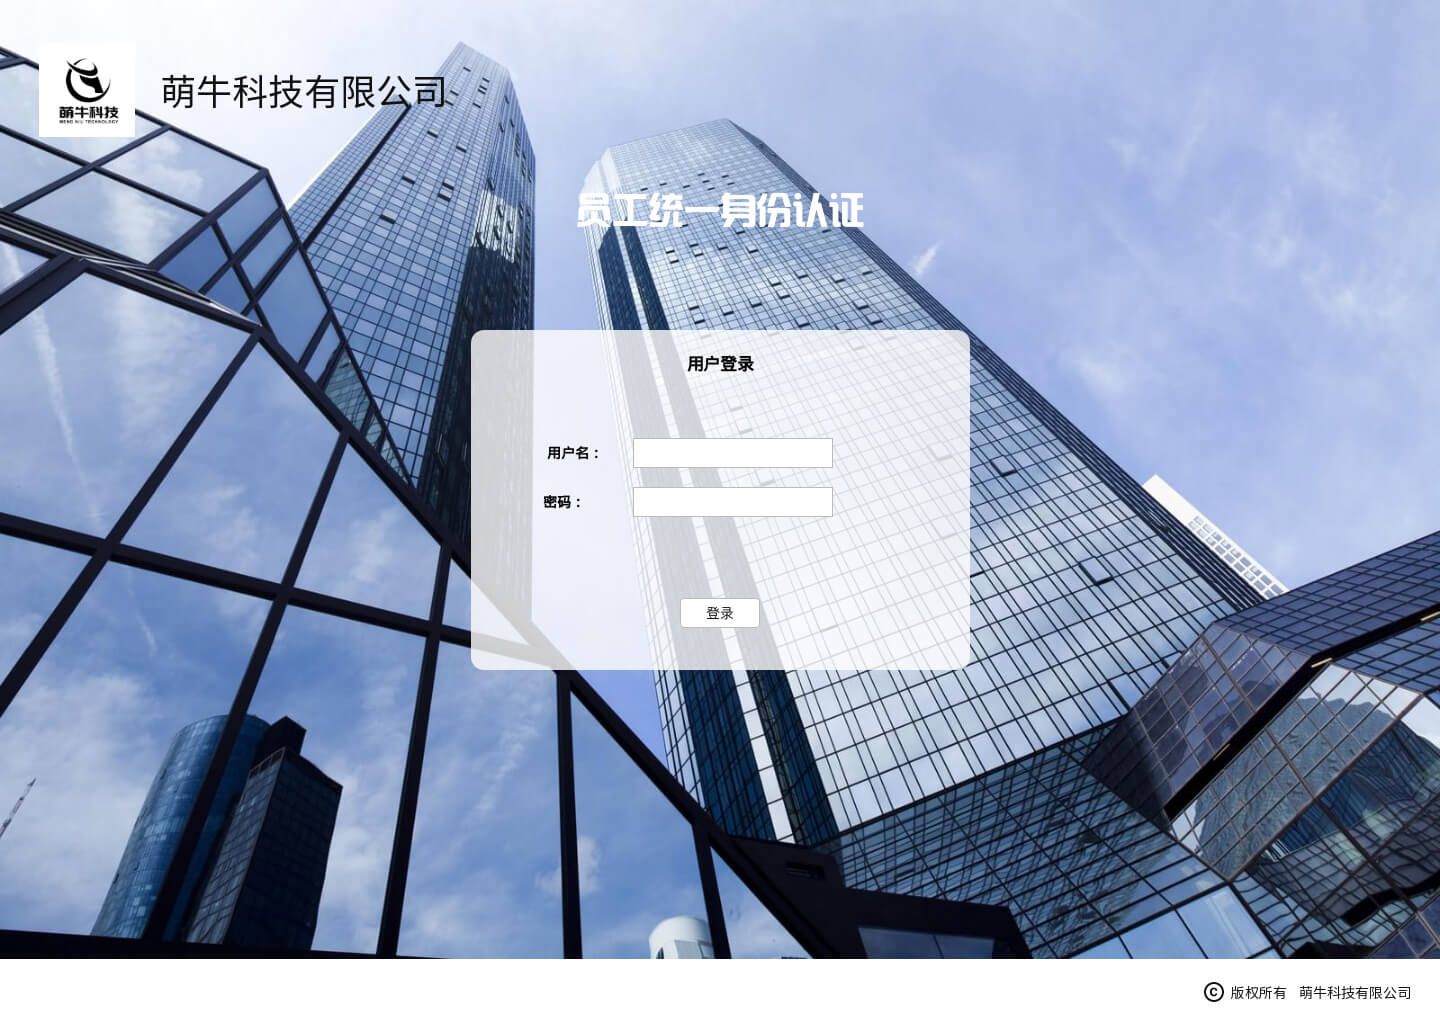 萌牛科技
MENG NIU TECHNOLOGY
萌牛科技有限公司
员工统一身份认证
用户登录
用户名：
密码：
登录
© 版权所有 萌牛科技有限公司